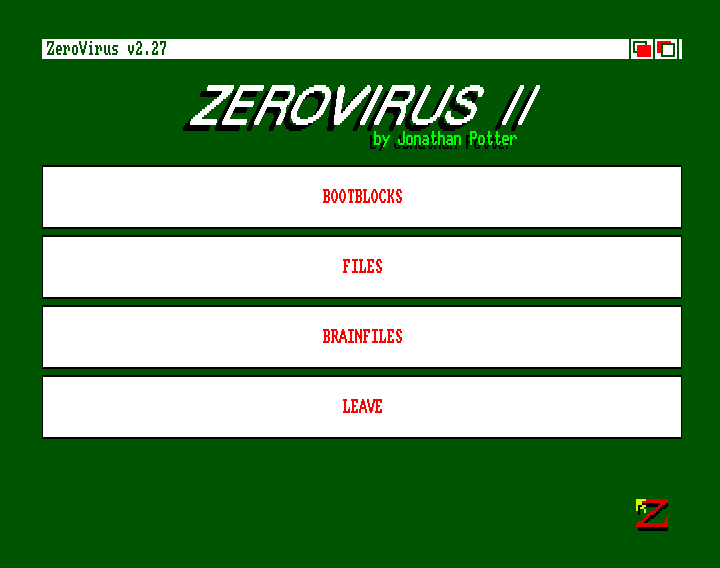 ZeroVirus v2.27
ZEROVIRUS II
by Jonathan Potter
BOOTBLOCKS
FILES
BRAINFILES
LEAVE
Z